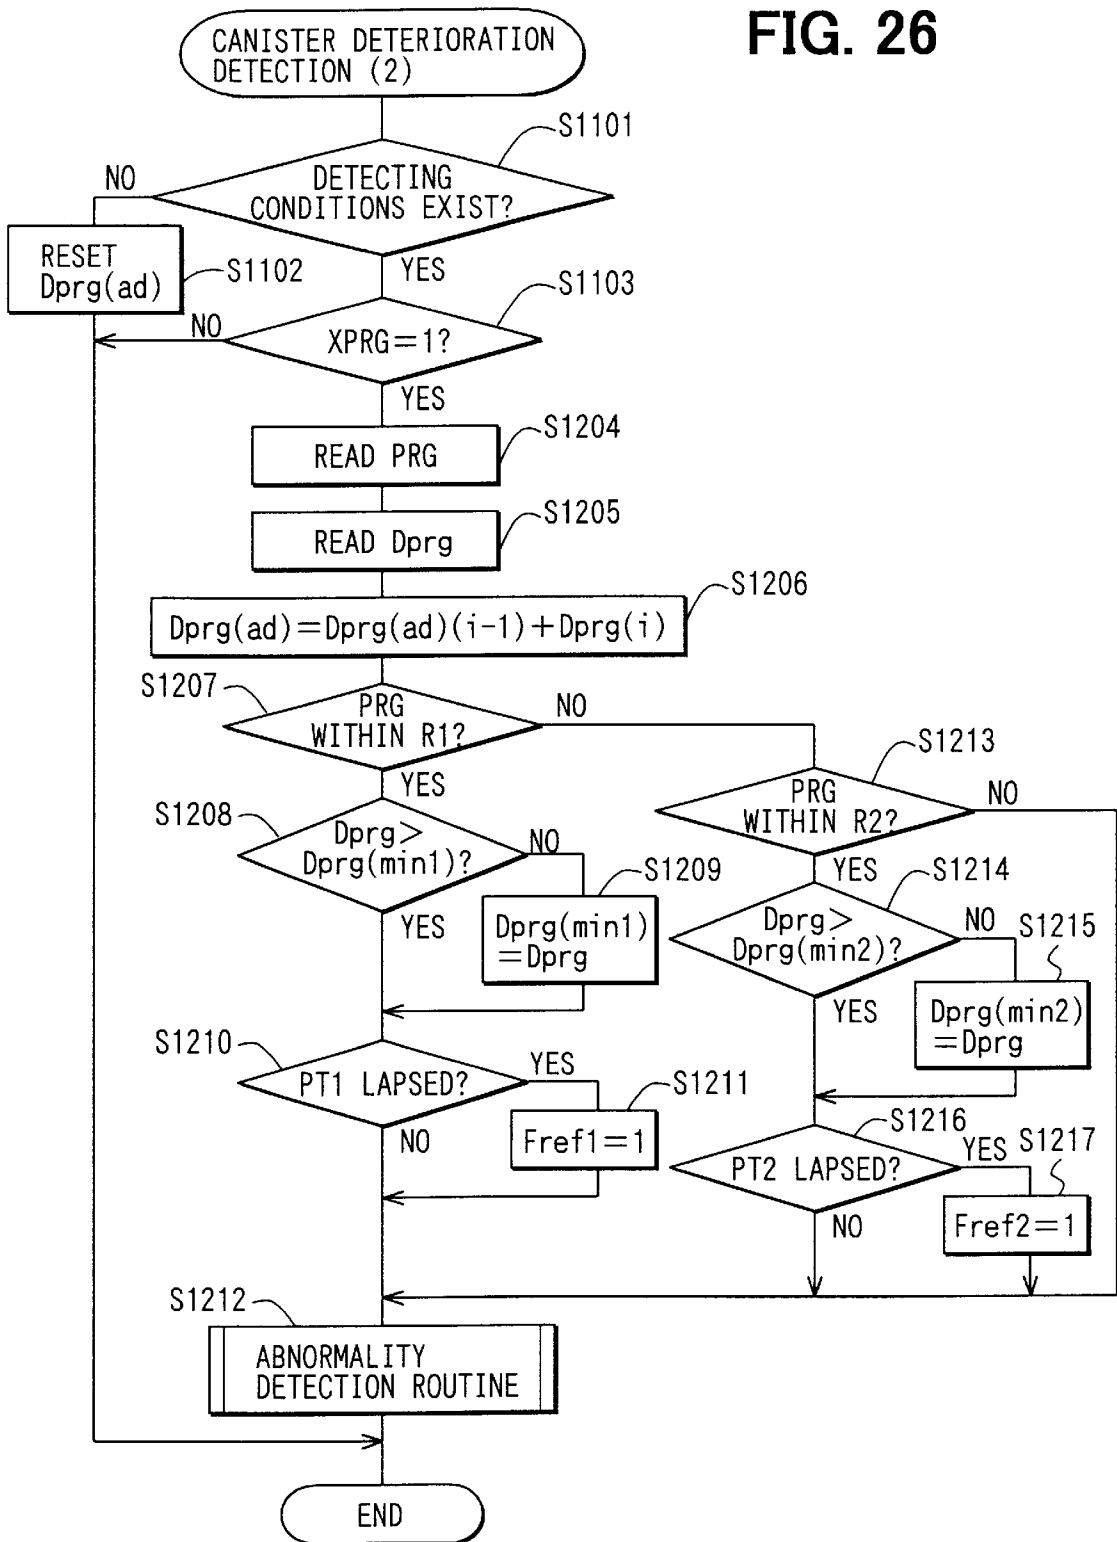 FIG. 26
CANISTER DETERIORATION
DETECTION (2)
S1101
NO
DETECTING
CONDITIONS EXIST?
RESET
Dprg(ad)
S1102
YES
S1103
NO
XPRG=1?
YES
S1204
READ PRG
S1205
READ Dprg
S1206
Dprg(ad)=Dprg(ad)(i-1)+Dprg(i)
S1207
PRG
WITHIN R1?
NO
S1213
YES
PRG
WITHIN R2?
NO
S1208
Dprg>
Dprg(min1)?
NO
S1209
YES
S1214
YES
Dprg(min1)
=Dprg
Dprg>
Dprg(min2)?
NO
S1215
YES
Dprg(min2)
=Dprg
S1210
PT1 LAPSED?
YES
S1211
NO
Fref1=1
S1216
PT2 LAPSED?
YES
S1217
NO
Fref2=1
S1212
ABNORMALITY
DETECTION ROUTINE
END